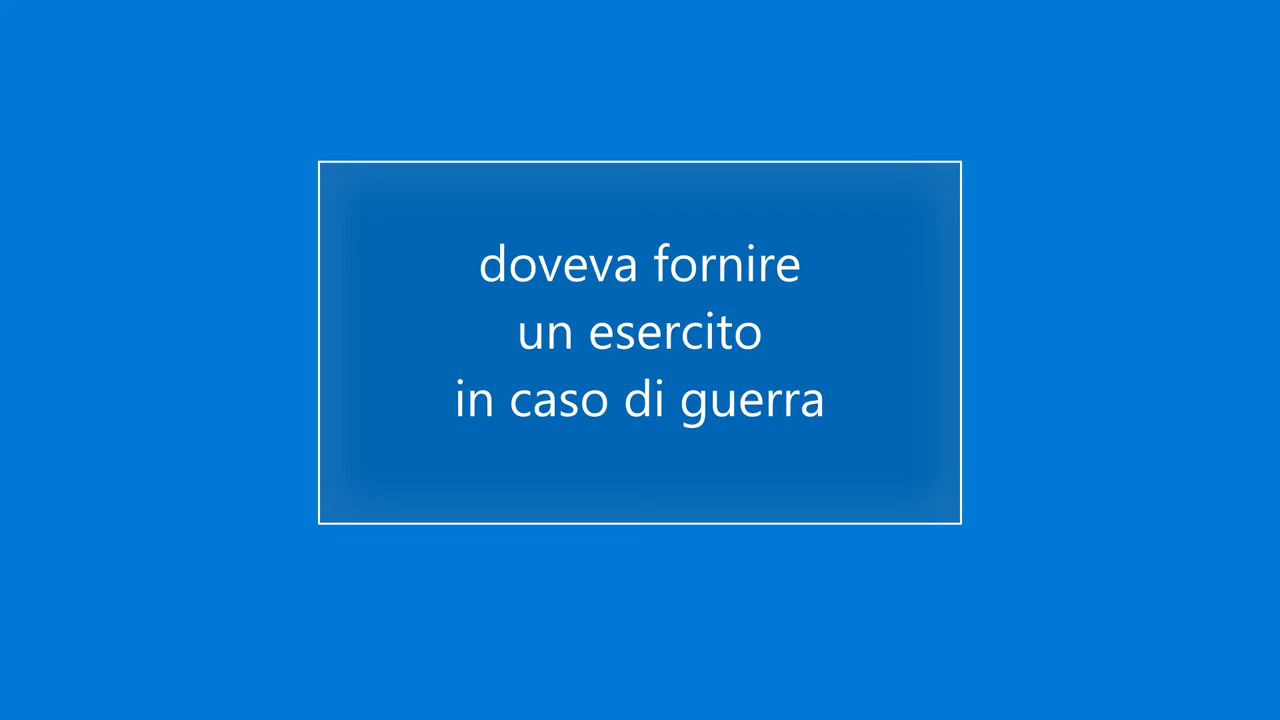 doveva fornire
un esercito
in caso di guerra